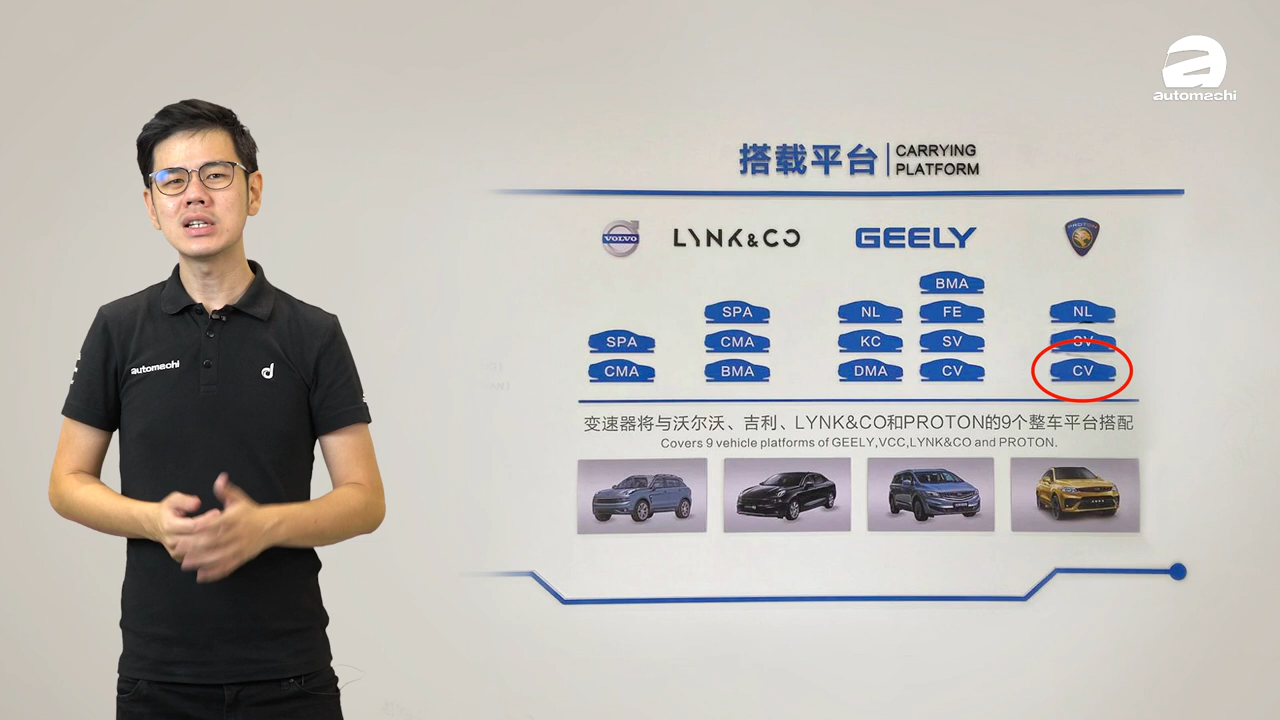 automachi
搭载平台
CARRYING
PLATFORM
VOLVO
LYNK&CO
GEELY
PROTON
BMA
SPA
NL
FE
NL
SPA
CMA
KC
SV
SV
CMA
BMA
DMA
CV
CV
变速器将与沃尔沃、吉利、LYNK&CO和PROTON的9个整车平台搭配
Covers 9 vehicle platforms of GEELY,VCC,LYNK&CO and PROTON.
automachi
d